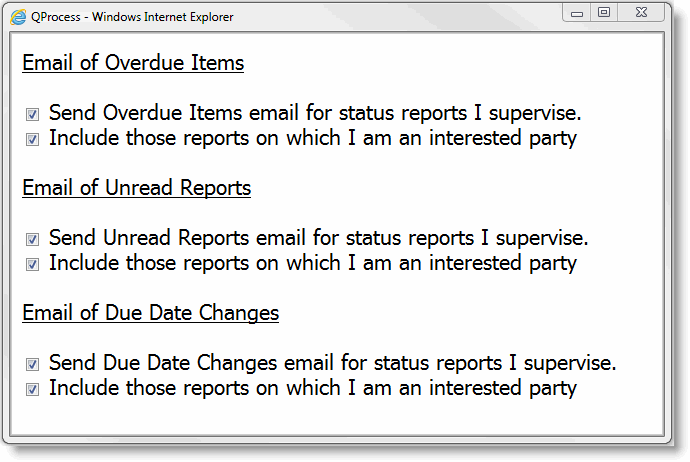 QProcess - Windows Internet Explorer
Email of Overdue Items
Send Overdue Items email for status reports I supervise.
Include those reports on which I am an interested party
Email of Unread Reports
Send Unread Reports email for status reports I supervise.
Include those reports on which I am an interested party
Email of Due Date Changes
Send Due Date Changes email for status reports I supervise.
Include those reports on which I am an interested party